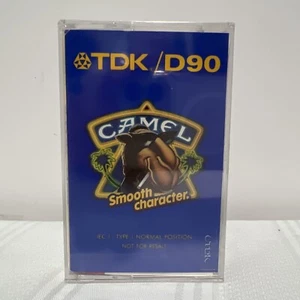 TDK/D90
CAMEL
Smooth
character.
TYPE I NORMAL POSITION
NOT FOR RESALE